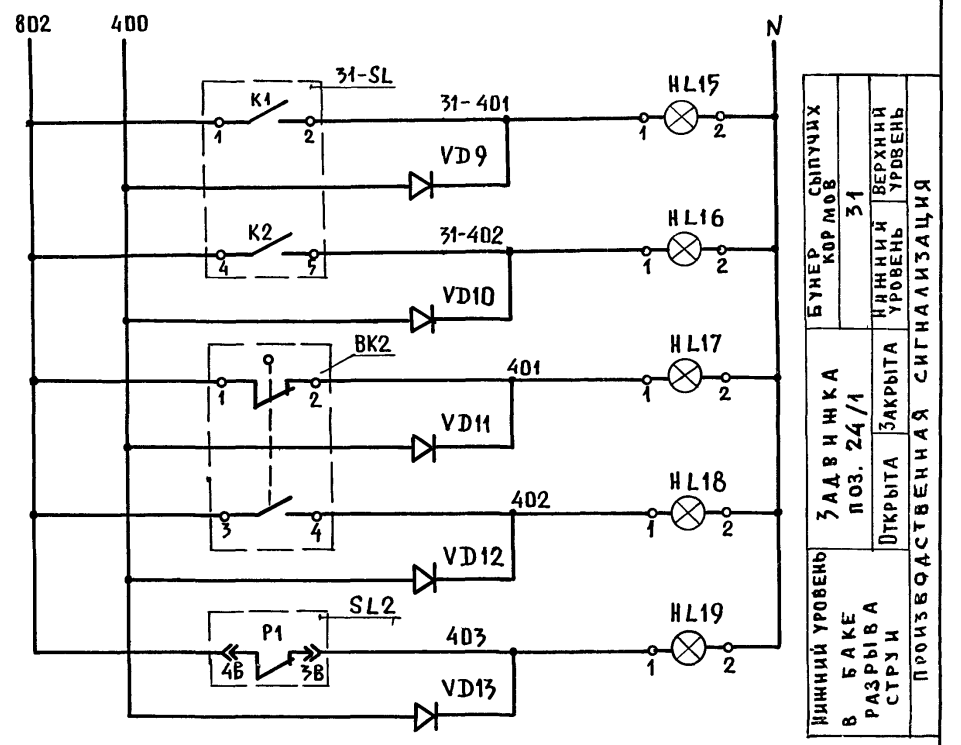 802 400 N
31-SL
K1 31-401 HL15
1 2 1 2
VD9
K2 31-402 HL16
4 5 1 2
VD10
BK2
401 HL17
1 2 1 2
VD11
402 HL18
3 4 1 2
VD12
SL2
P1 403 HL19
4В 3В 1 2
VD13
БУНЕР СЫПУЧИХ
КОРМОВ
31
ВЕРХНИЙ
УРОВЕНЬ
НИЖНИЙ
УРОВЕНЬ
ЗАДВИЖКА
ПОЗ. 24/1
ЗАКРЫТА
ОТКРЫТА
НИЖНИЙ УРОВЕНЬ
В БАКЕ
РАЗРЫВА
СТРУИ
ПРОИЗВОДСТВЕННАЯ СИГНАЛИЗАЦИЯ